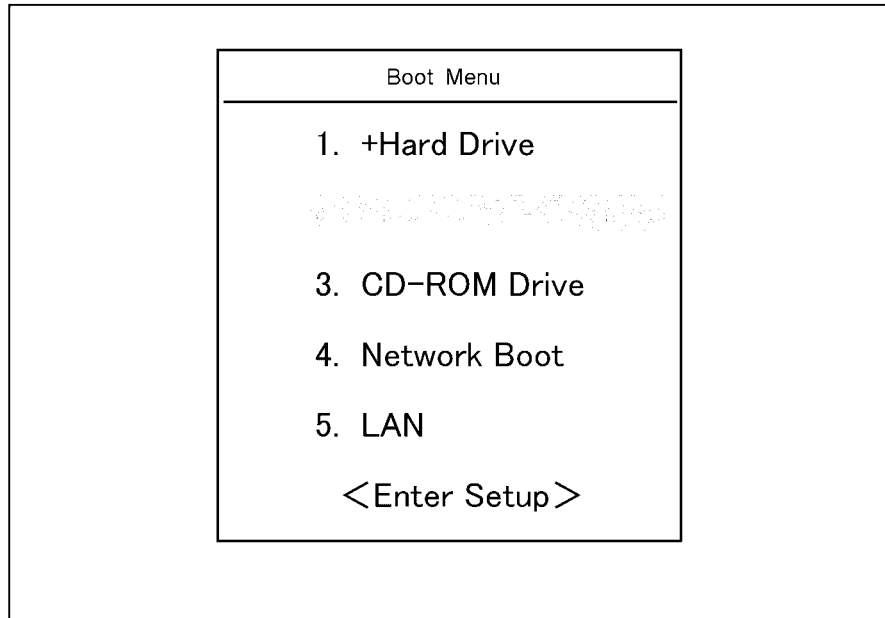 Boot Menu
1. +Hard Drive
3. CD-ROM Drive
4. Network Boot
5. LAN
<Enter Setup>